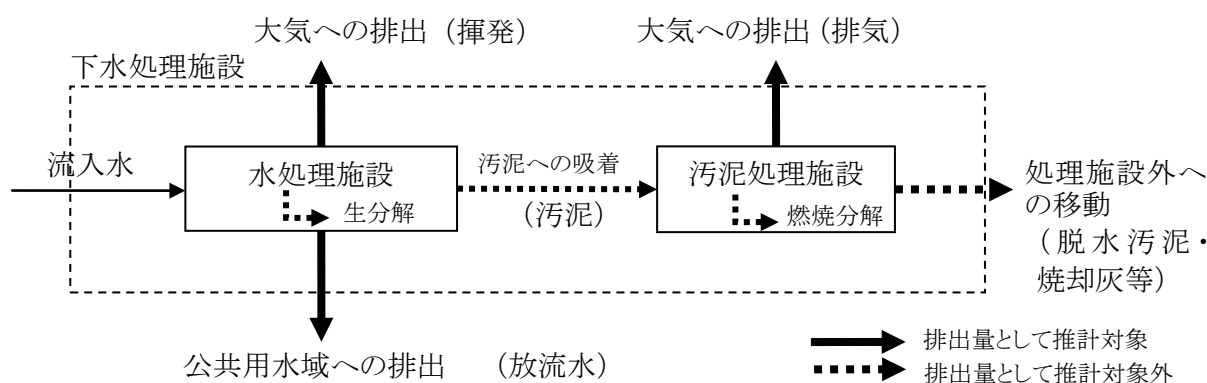 大気への排出 (揮発)
大気への排出 (排気)
下水処理施設
流入水
水処理施設
生分解
汚泥への吸着
(汚泥)
汚泥処理施設
燃焼分解
処理施設外へ
の移動
(脱水汚泥・
焼却灰等)
公共用水域への排出 (放流水)
排出量として推計対象
排出量として推計対象外